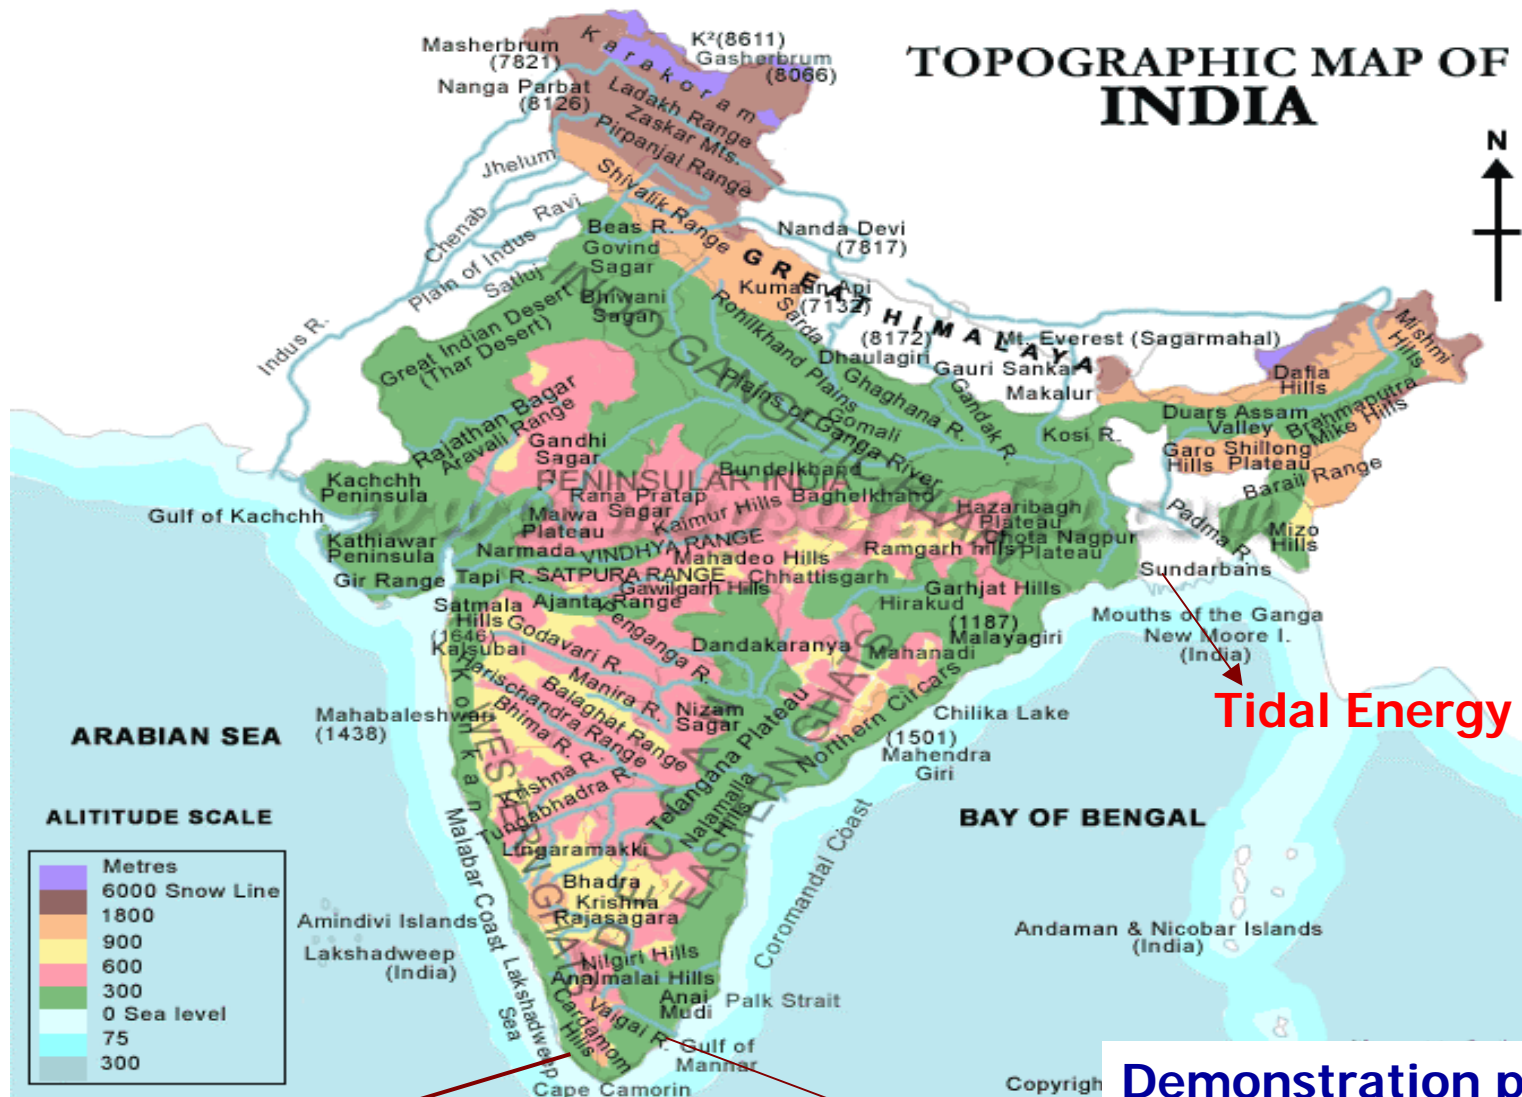 TOPOGRAPHIC MAP OF
INDIA
N
K²(8611)
Gasherbrum
(8066)
Masherbrum
(7821)
Nanga Parbat
(8126)
Karakoram
Ladakh Range
Zaskar Mts.
Pirpanjal Range
Jhelum
Shivalik Range
Chenab
Ravi
Beas R.
Govind
Sagar
Plain of Indus
Satluj
Indus R.
Nanda Devi
(7817)
GREAT HIMALAYA
Kumaun
Api
(7132)
Sarda
Bhiwani
Sagar
INDO GANGETIC
Rohilkhand Plains
Great Indian Desert
(Thar Desert)
(8172)
Dhaulagiri
Mt. Everest (Sagarmahal)
Gauri Sankar
Makalur
Mishmi
Hills
Dafia
Hills
Duars Assam
Valley
Brahmaputra
Mike Hills
Garo
Hills
Shillong
Plateau
Barail Range
Mizo
Hills
Padma R.
Kosi R.
Gandak R.
Ghaghana R.
Gomali
Plains of Ganga River
Rajathan Bagar
Aravali Range
Gandhi
Sagar
PENINSULAR INDIA
Bundelkhand
Baghelkhand
Rana Pratap
Sagar
Kaimur Hills
Malwa
Plateau
Hazaribagh
Plateau
Chota Nagpur
Plateau
Ramgarh hills
Kachchh
Peninsula
Gulf of Kachchh
Kathiawar
Peninsula
Gir Range
Narmada
VINDHYA RANGE
Mahadeo Hills
Tapi R.
SATPURA RANGE
Chhattisgarh
Gawilgarh Hills
Garhjat Hills
Hirakud
(1187)
Malayagiri
Mahanadi
Satmala
Hills
Ajanta Range
(1646)
Kalsubai
Penganga R.
Godavari R.
Dandakaranya
Sundarbans
Mouths of the Ganga
New Moore I.
(India)
Tidal Energy
Harischandra Range
Manira R.
Balaghat Range
Nizam
Sagar
Bhima R.
Mahabaleshwari
(1438)
Konkan
WESTERN GHATS
DECCAN
EASTERN GHATS
Northern Circars
Chilika Lake
(1501)
Mahendra
Giri
Telangana Plateau
Krishna R.
Tungabhadra R.
Nalamalla
Hills
ARABIAN SEA
BAY OF BENGAL
Lingaramakki
Malabar Coast
Coromandal Coast
Bhadra
Krishna
Rajasagara
Amindivi Islands
Lakshadweep
(India)
Lakshadweep
Sea
Andaman & Nicobar Islands
(India)
Nilgiri Hills
Analmalai Hills
Anai
Mudi
Palk Strait
Cardamom
Hills
Vaigai R.
Gulf of
Mannar
Cape Camorin
ALITITUDE SCALE
Metres
6000 Snow Line
1800
900
600
300
0 Sea level
75
300
Copyrigh
Demonstration p